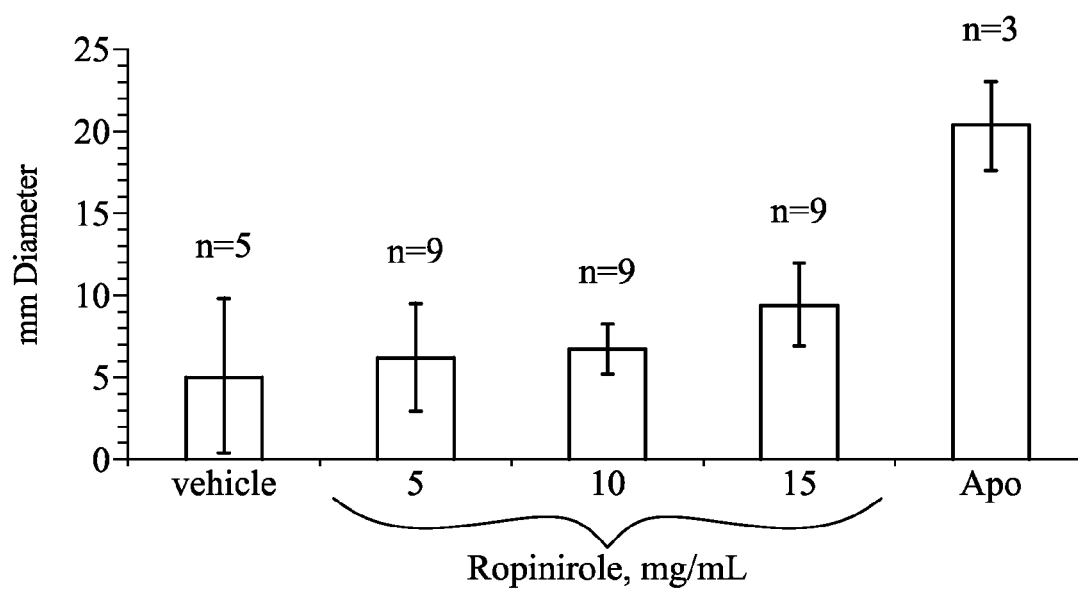 n=3
25
20
15
10
5
0
mm Diameter
n=5
n=9
n=9
n=9
vehicle 5 10 15 Apo
Ropinirole, mg/mL